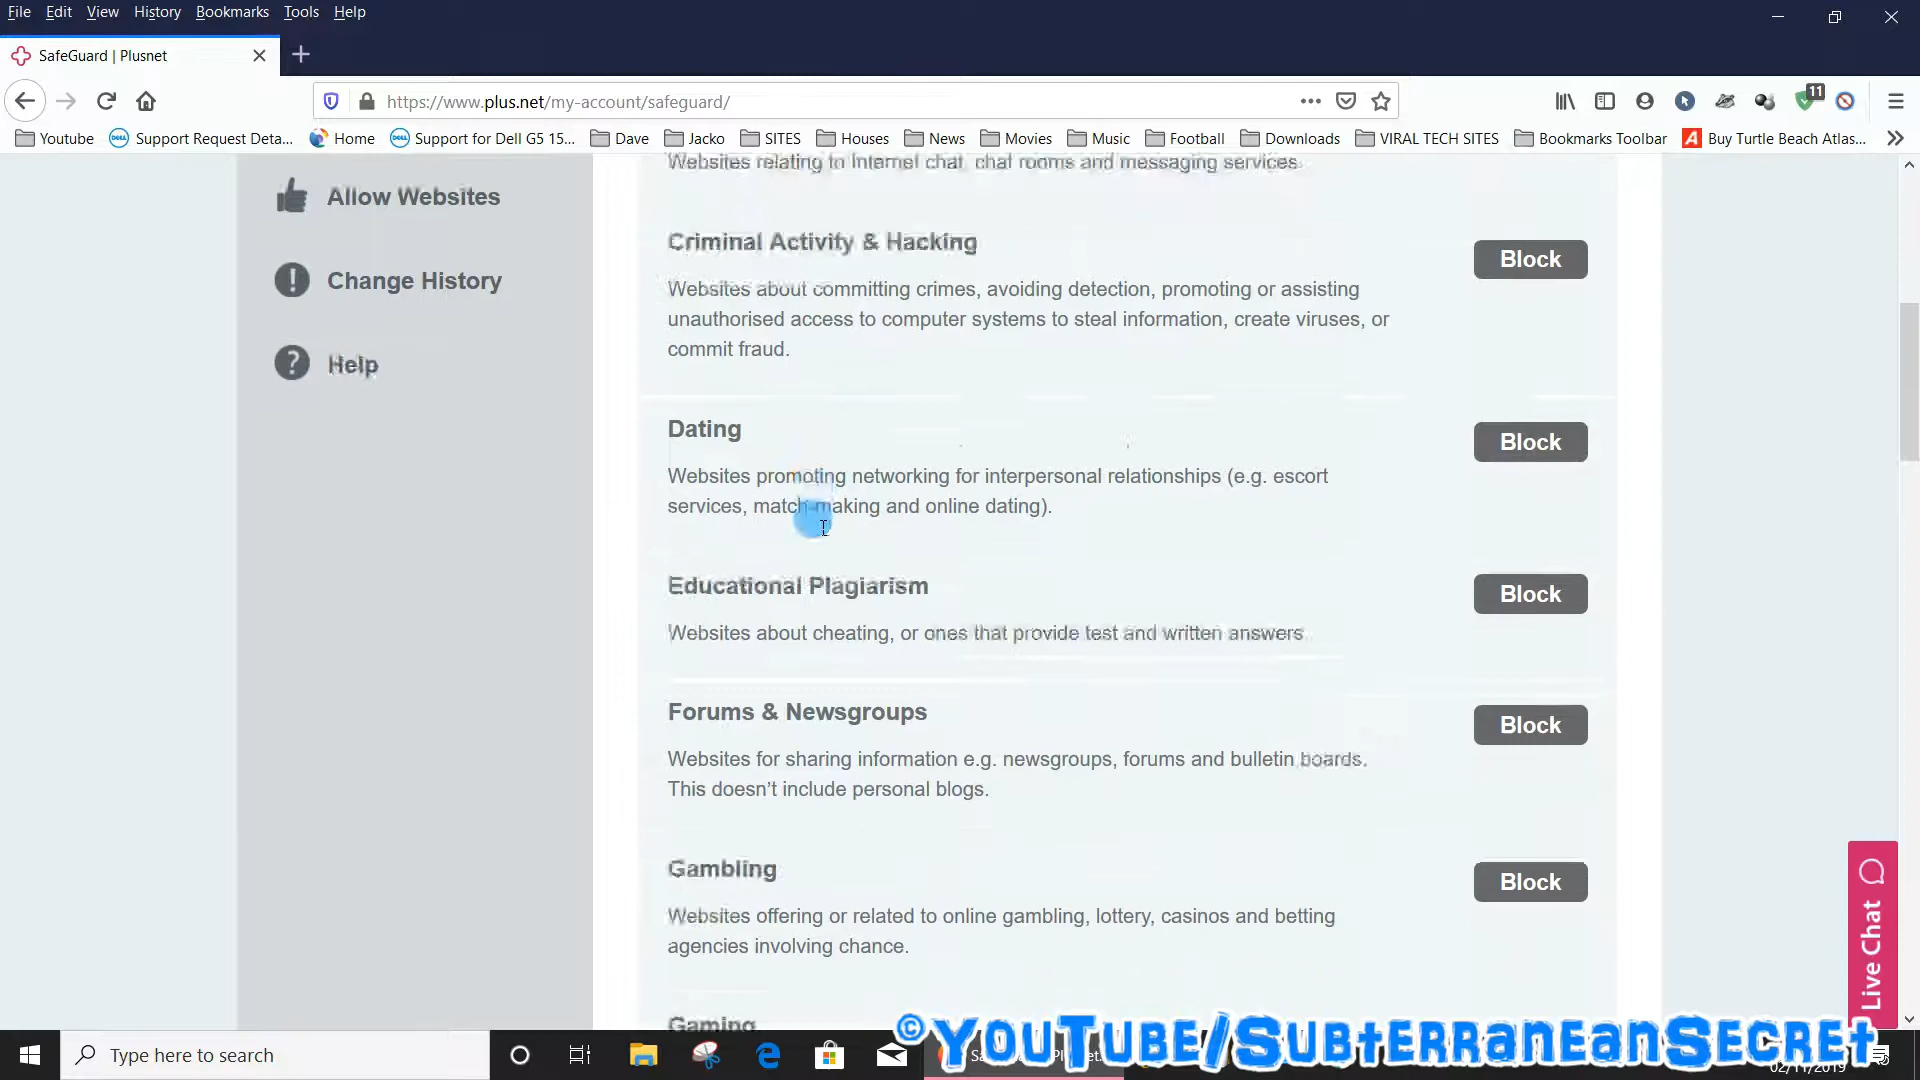 File Edit View History Bookmarks Tools Help
SafeGuard | Plusnet
https://www.plus.net/my-account/safeguard/
11
Youtube Support Request Deta... Home Support for Dell G5 15... Dave Jacko SITES Houses News Movies Music Football Downloads VIRAL TECH SITES Bookmarks Toolbar Buy Turtle Beach Atlas...
Websites relating to Internet chat, chat rooms and messaging services.
Allow Websites
Change History
Help
Criminal Activity & Hacking
Block
Websites about committing crimes, avoiding detection, promoting or assisting
unauthorised access to computer systems to steal information, create viruses, or
commit fraud.
Dating
Block
Websites promoting networking for interpersonal relationships (e.g. escort
services, match-making and online dating).
Educational Plagiarism
Block
Websites about cheating, or ones that provide test and written answers
Forums & Newsgroups
Block
Websites for sharing information e.g. newsgroups, forums and bulletin boards.
This doesn't include personal blogs.
Gambling
Block
Websites offering or related to online gambling, lottery, casinos and betting
agencies involving chance.
Gaming
Live Chat
Type here to search
©YouTube/SubterraneanSecret
02/11/2019